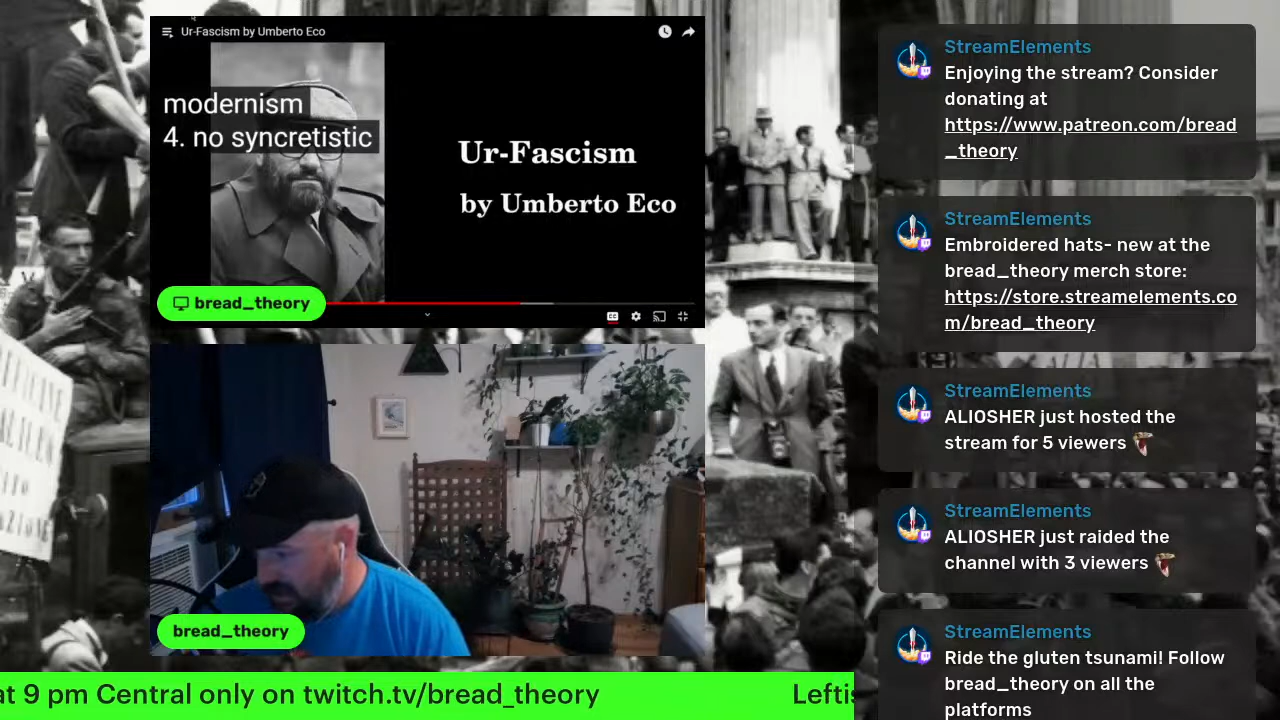 Ur-Fascism by Umberto Eco
modernism
4. no syncretistic
Ur-Fascism
by Umberto Eco
bread_theory
CC
bread_theory
at 9 pm Central only on twitch.tv/bread_theory Leftis
StreamElements
Enjoying the stream? Consider
donating at
https://www.patreon.com/bread
_theory
StreamElements
Embroidered hats- new at the
bread_theory merch store:
https://store.streamelements.co
m/bread_theory
StreamElements
ALIOSHER just hosted the
stream for 5 viewers
StreamElements
ALIOSHER just raided the
channel with 3 viewers
StreamElements
Ride the gluten tsunami! Follow
bread_theory on all the
platforms